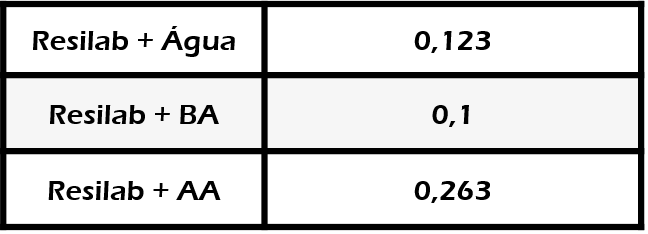 Resilab + Água 0,123
Resilab + BA 0,1
Resilab + AA 0,263